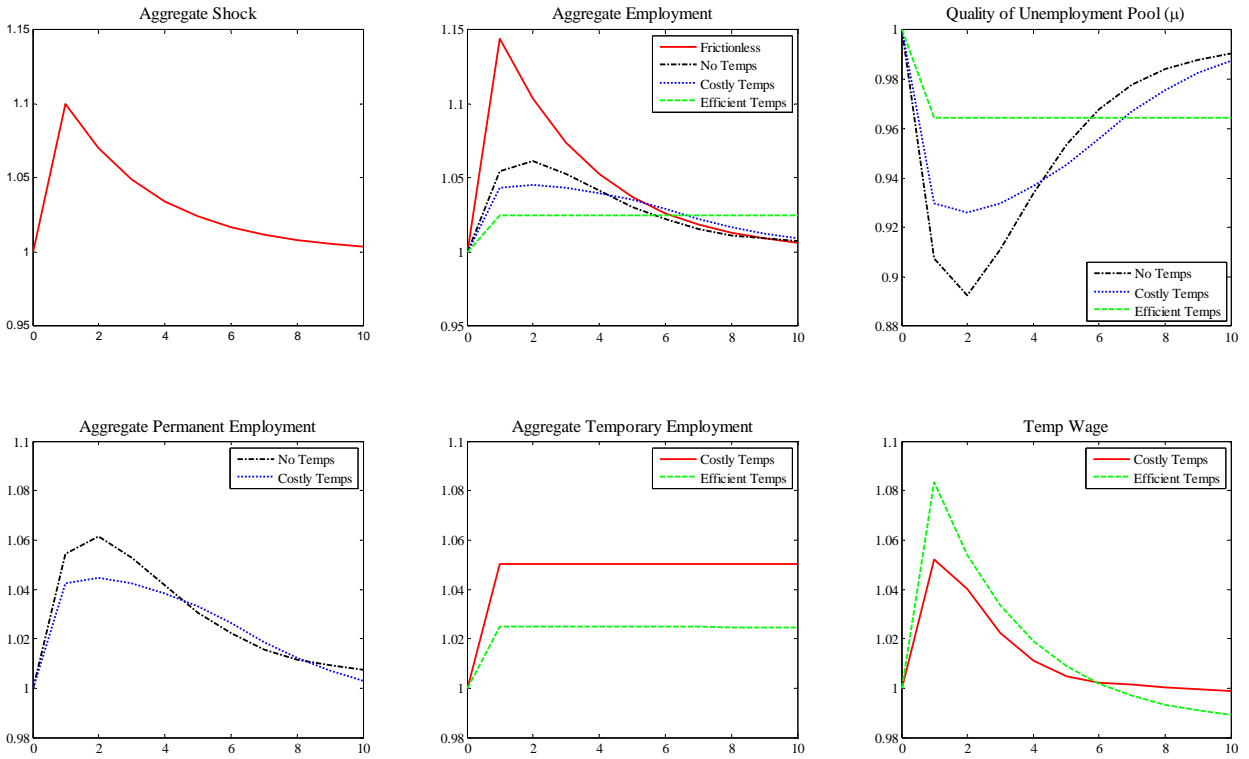 Aggregate Shock
1.15
1.1
1.05
1
0.95
0 2 4 6 8 10
Aggregate Employment
1.15
1.1
1.05
1
0.95
0 2 4 6 8 10
Frictionless
No Temps
Costly Temps
Efficient Temps
Quality of Unemployment Pool (μ)
1
0.98
0.96
0.94
0.92
0.9
0.88
0 2 4 6 8 10
No Temps
Costly Temps
Efficient Temps
Aggregate Permanent Employment
1.1
1.08
1.06
1.04
1.02
1
0.98
0 2 4 6 8 10
No Temps
Costly Temps
Aggregate Temporary Employment
1.1
1.08
1.06
1.04
1.02
1
0.98
0 2 4 6 8 10
Costly Temps
Efficient Temps
Temp Wage
1.1
1.08
1.06
1.04
1.02
1
0.98
0 2 4 6 8 10
Costly Temps
Efficient Temps